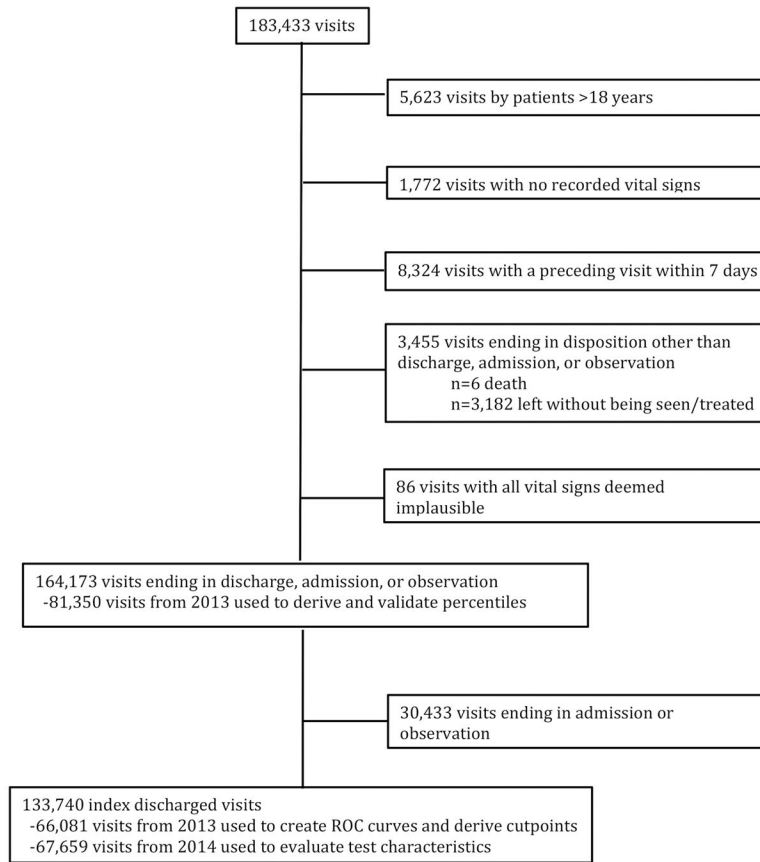 183,433 visits
5,623 visits by patients >18 years
1,772 visits with no recorded vital signs
8,324 visits with a preceding visit within 7 days
3,455 visits ending in disposition other than
discharge, admission, or observation
n=6 death
n=3,182 left without being seen/treated
86 visits with all vital signs deemed
implausible
164,173 visits ending in discharge, admission, or observation
-81,350 visits from 2013 used to derive and validate percentiles
30,433 visits ending in admission or
observation
133,740 index discharged visits
-66,081 visits from 2013 used to create ROC curves and derive cutpoints
-67,659 visits from 2014 used to evaluate test characteristics